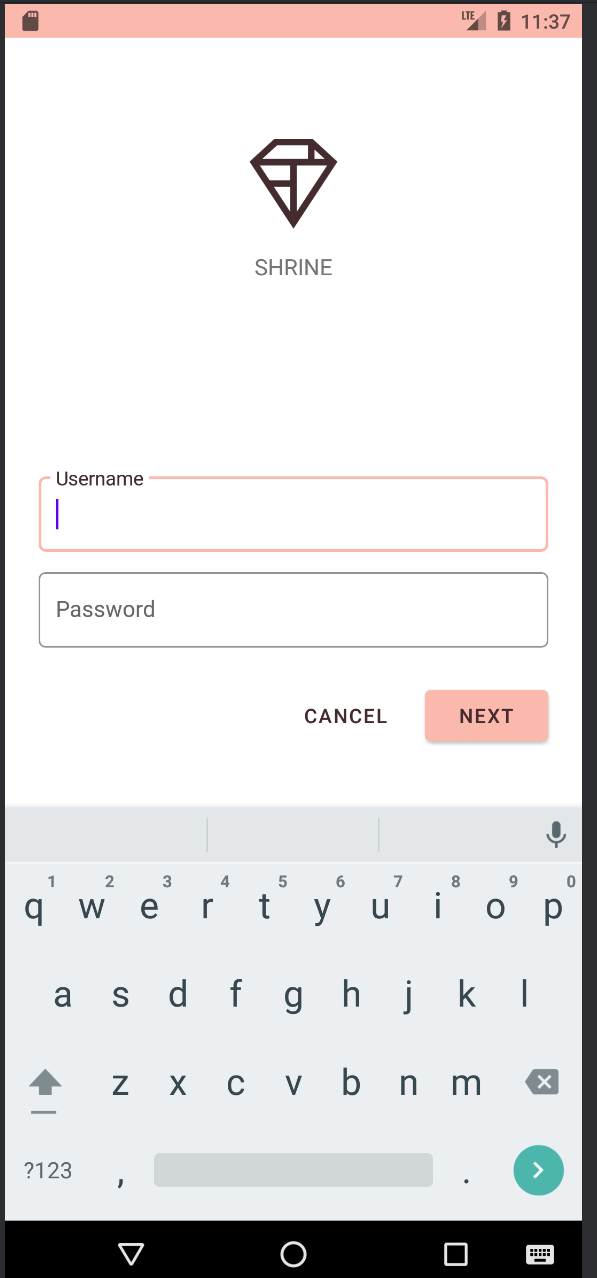 LTE 11:37
SHRINE
Username
Password
CANCEL NEXT
1 2 3 4 5 6 7 8 9 0
q w e r t y u i o p
a s d f g h j k l
z x c v b n m
?123 , .